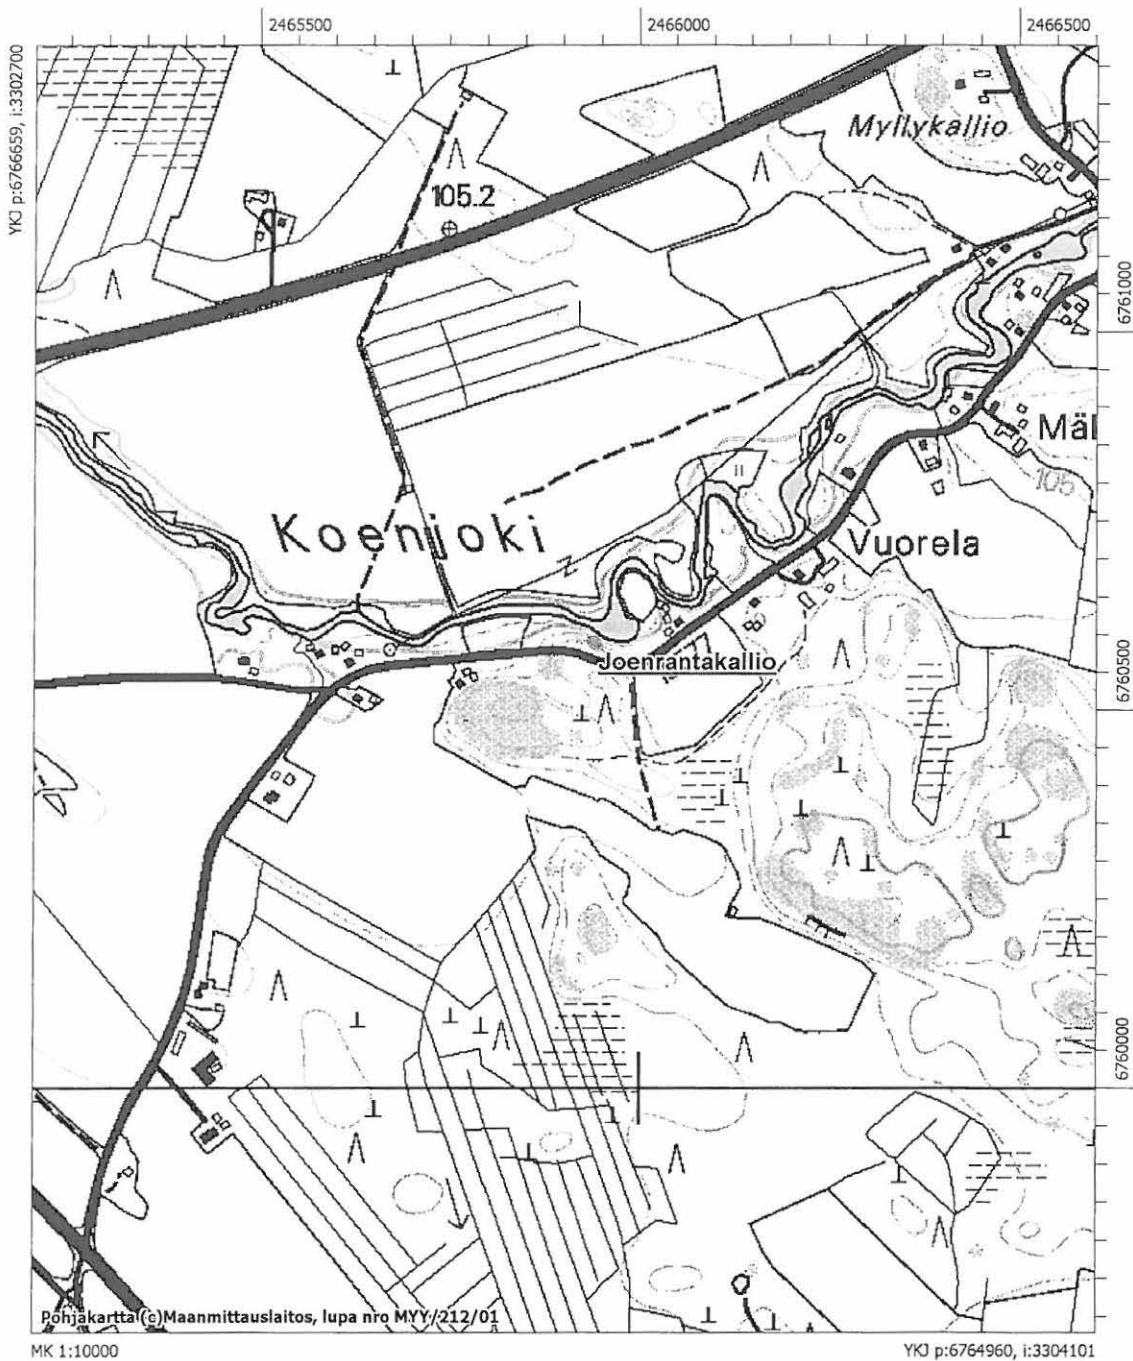 2465500
2466000
2466500
YKJ p:6766659, i:3302700
Myllykallio
105.2
6761000
Mäl
105
Koenjoki
Vuorela
Z
Joenrantakallio
6760500
6760000
Pohjakartta (c)Maanmittauslaitos, lupa nro MYY/212/01
MK 1:10000
YKJ p:6764960, i:3304101